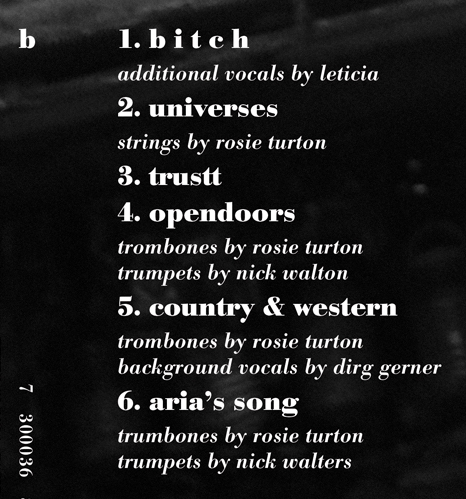 b
1. b i t c h
additional vocals by leticia
2. universes
strings by rosie turton
3. trustt
4. opendoors
trombones by rosie turton
trumpets by nick walton
5. country & western
trombones by rosie turton
background vocals by dirg gerner
6. aria's song
trumbones by rosie turton
trumpets by nick walters
7 300036